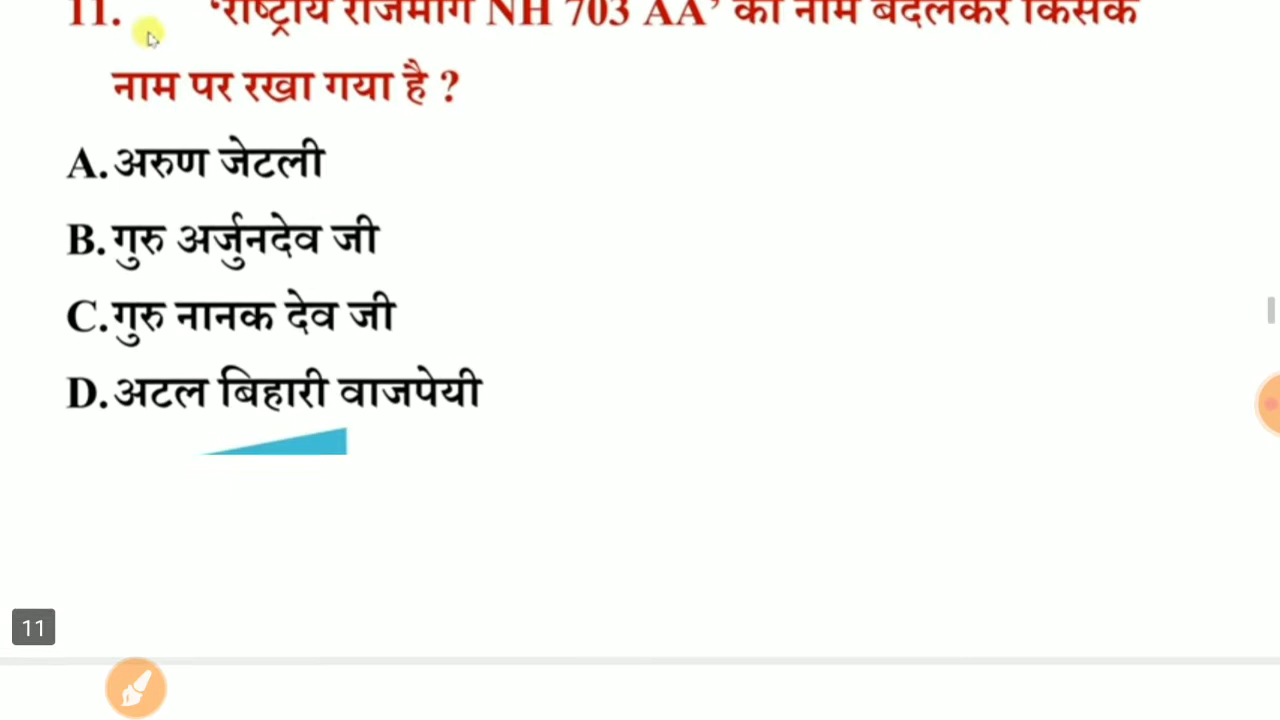 11. ‘राष्ट्रीय राजमार्ग NH 703 AA’ का नाम बदलकर किसके
नाम पर रखा गया है ?
A. अरुण जेटली
B. गुरु अर्जुनदेव जी
C. गुरु नानक देव जी
D. अटल बिहारी वाजपेयी
11